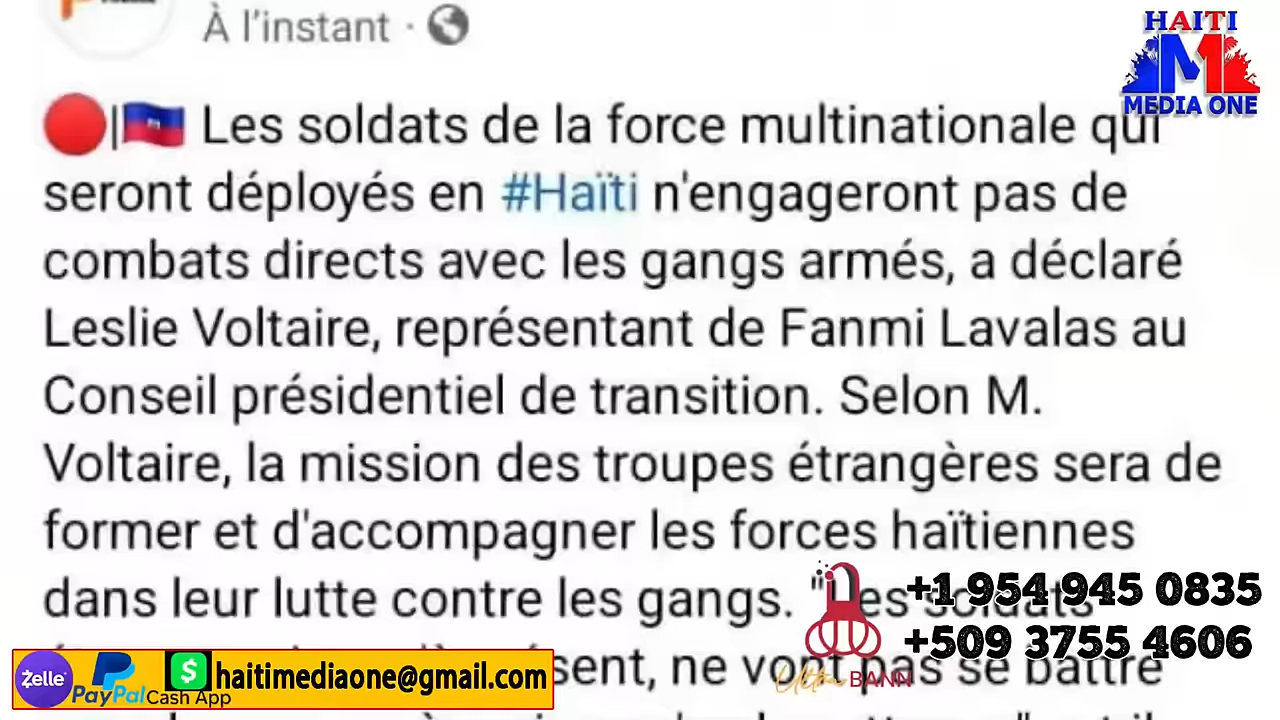 À l'instant ·
HAITI
M
MEDIA ONE
Les soldats de la force multinationale qui
seront déployés en #Haïti n'engageront pas de
combats directs avec les gangs armés, a déclaré
Leslie Voltaire, représentant de Fanmi Lavalas au
Conseil présidentiel de transition. Selon M.
Voltaire, la mission des troupes étrangères sera de
former et d'accompagner les forces haïtiennes
dans leur lutte contre les gangs. "Les soldats
ne vont pas se battre
+1 954 945 0835
+509 3755 4606
Ultra BANN
Zelle PayPal $ Cash App haitimediaone@gmail.com